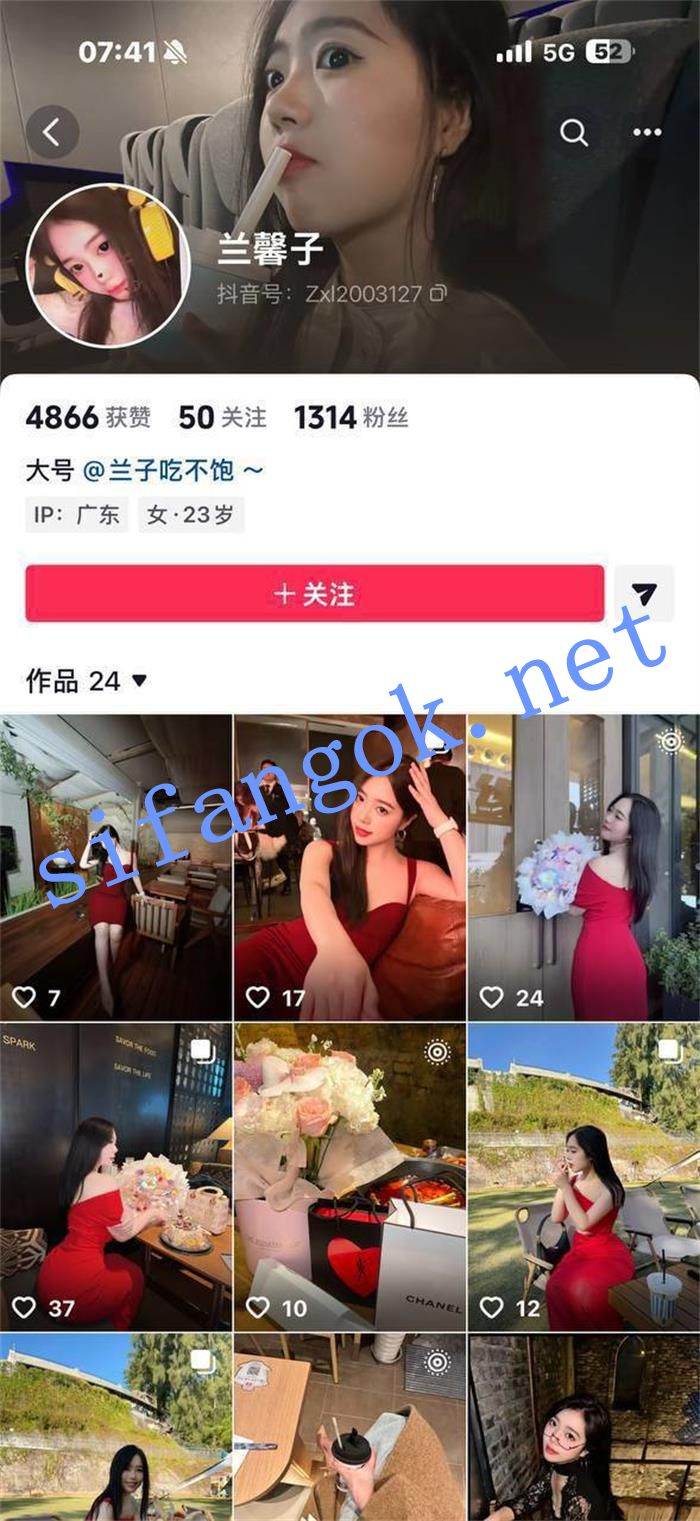 07:41
5G 52
兰馨子
抖音号：Zxl2003127
4866 获赞 50 关注 1314 粉丝
大号 @兰子吃不饱 ～
IP：广东 女·23岁
＋关注
作品 24
sifangok.net
7
17
24
SPARK
SAVOR THE FOOD
SAVOR THE LIFE
37
10
CHANEL
12